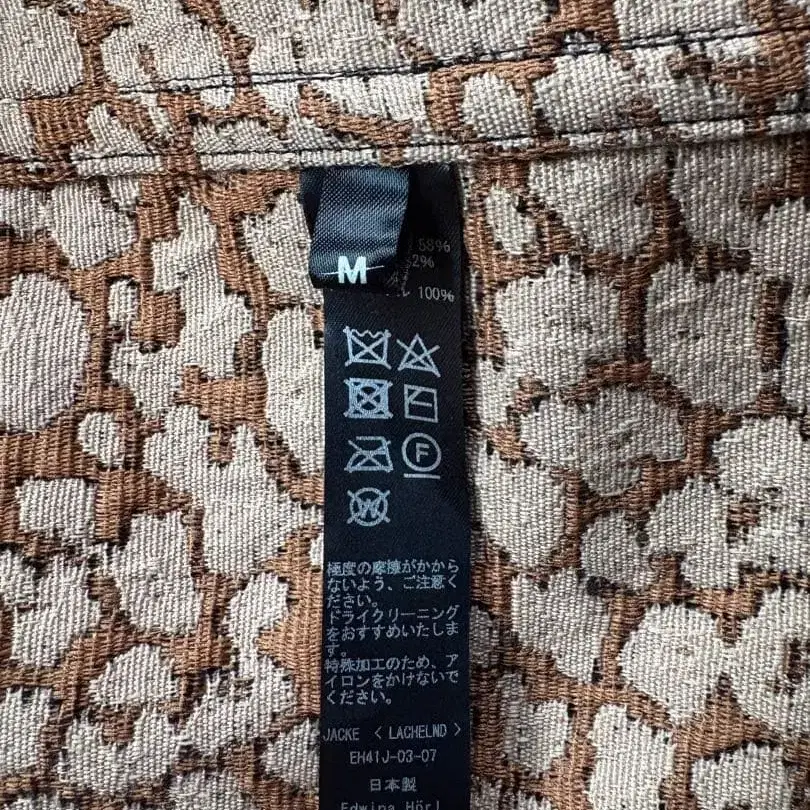 M
58%
2%
100%
F
W
極度の摩擦がかから
ないよう、ご注意く
ださい。
ドライクリーニング
をおすすめいたしま
す。
特殊加工のため、ア
イロンをかけないで
ください。
JACKE < LACHELND >
EH41J-03-07
日本製
Edwina Hörl